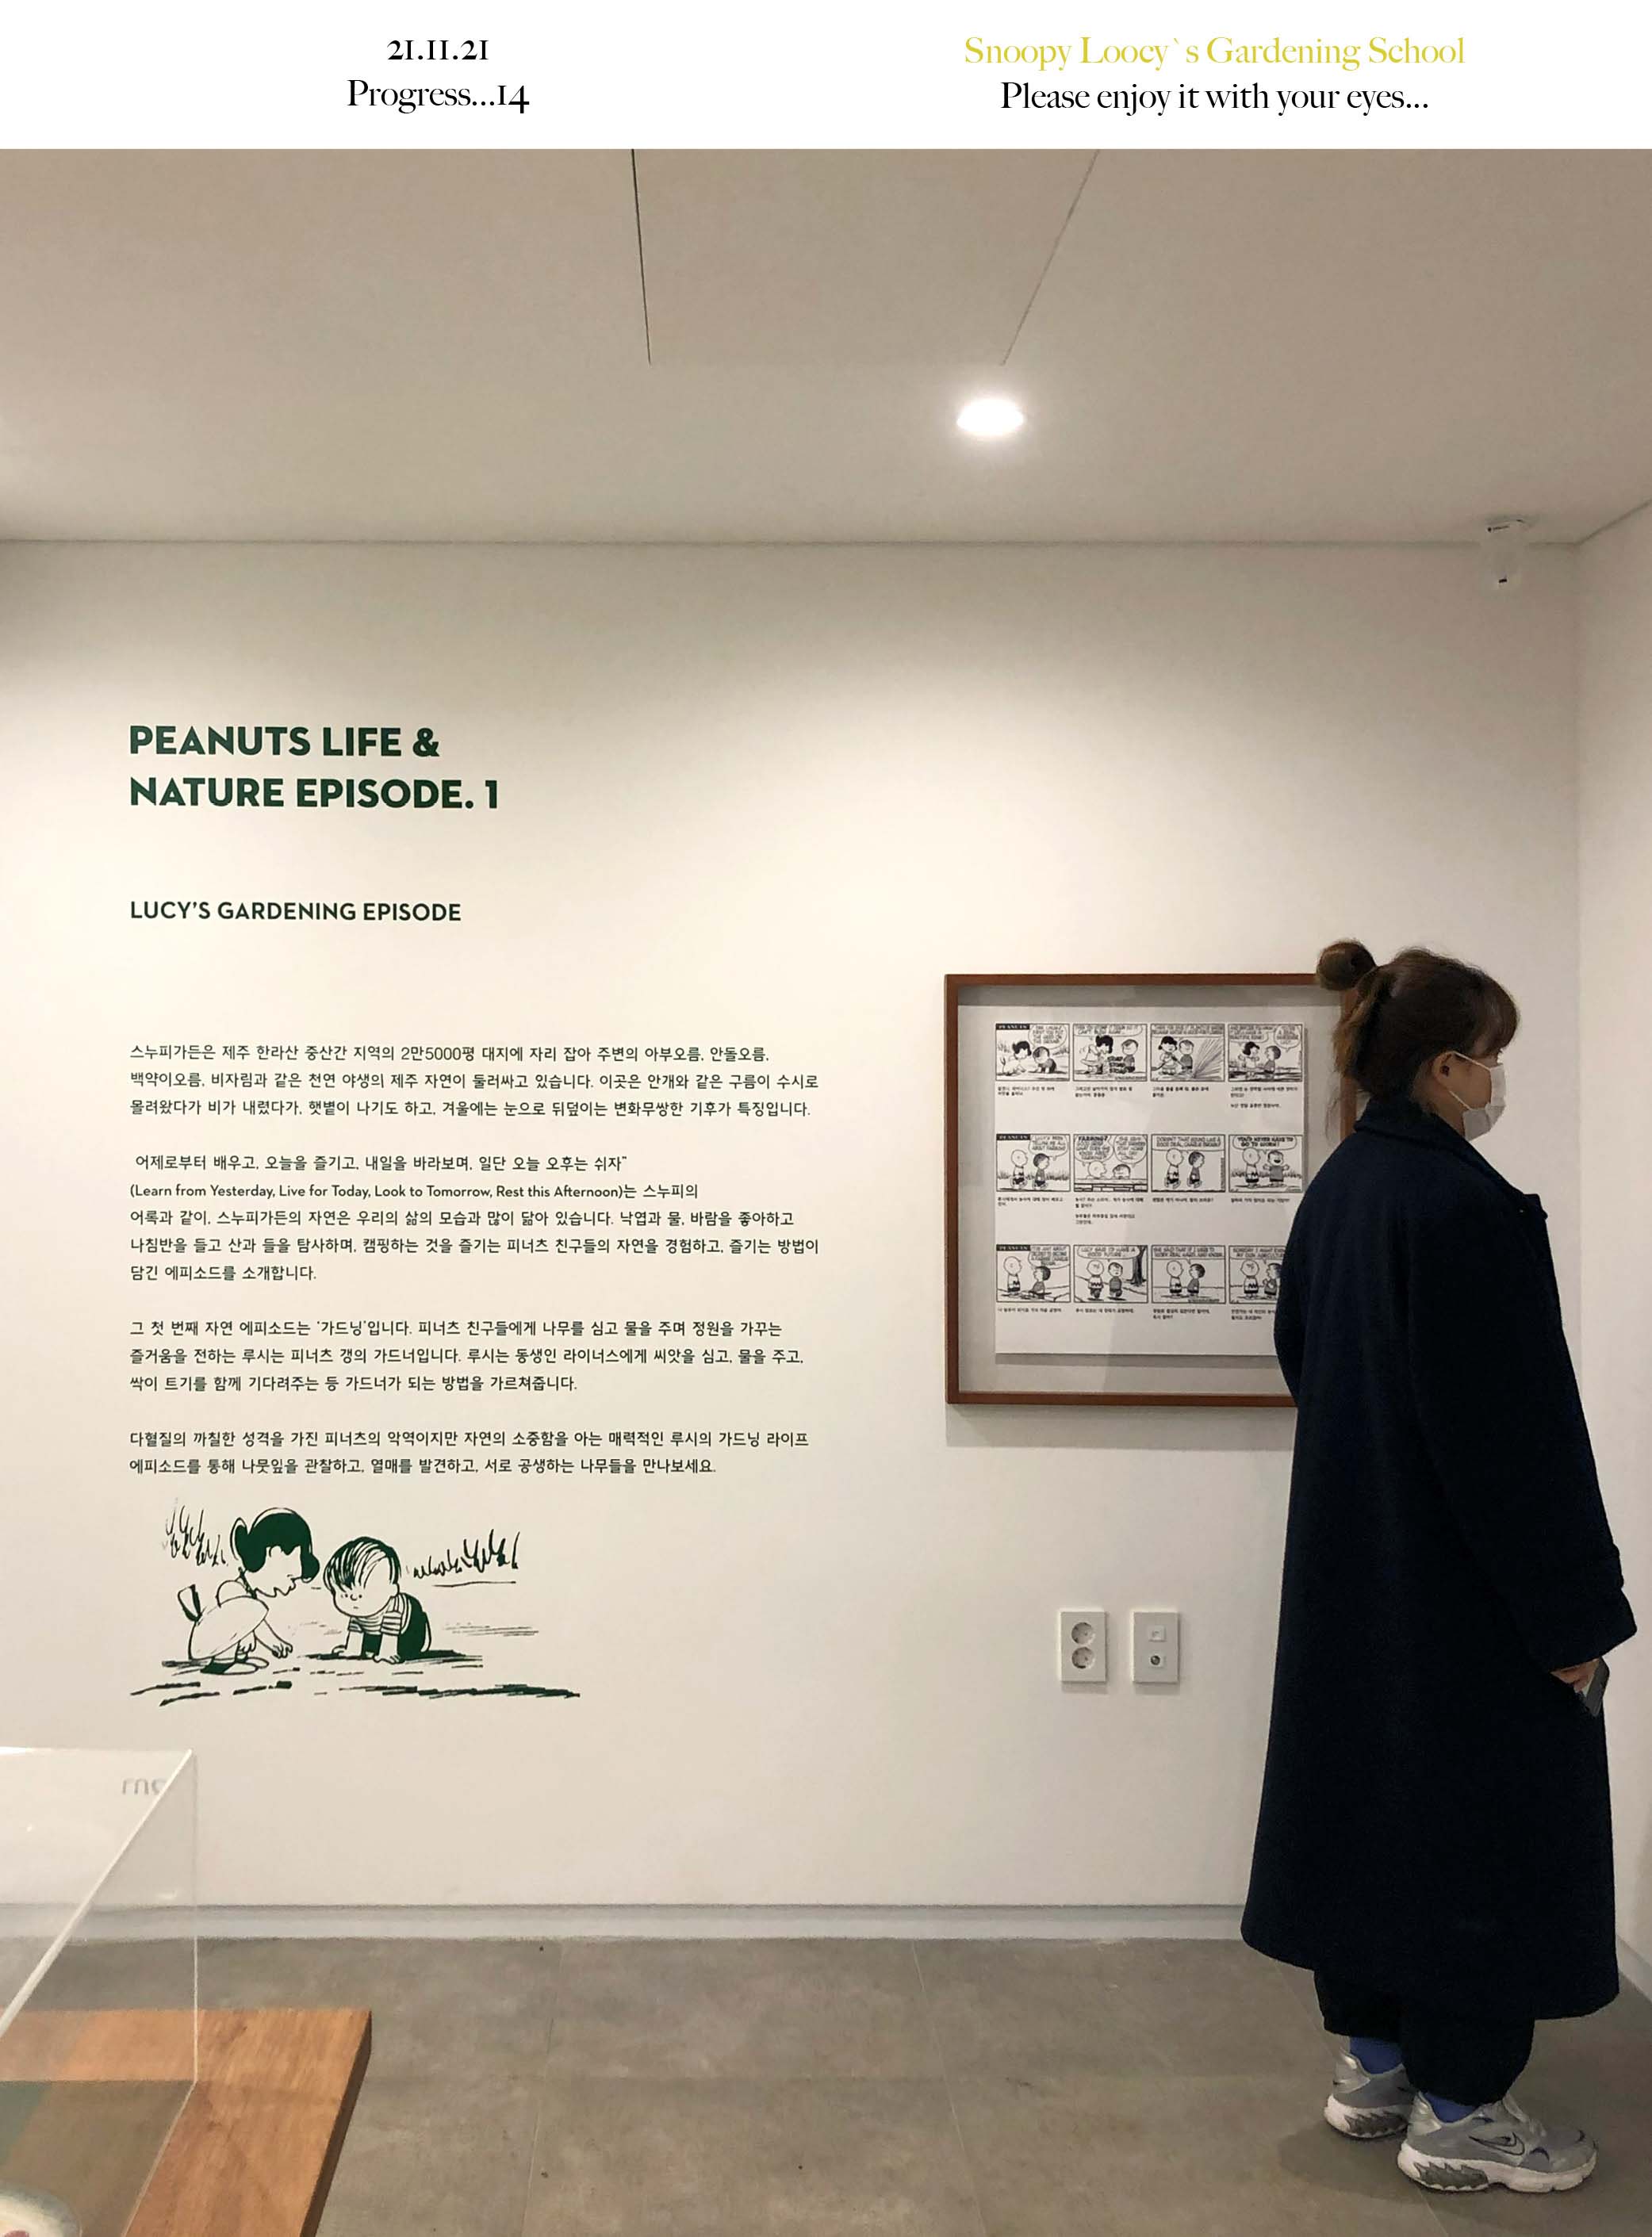 21.11.21
Progress...14
Snoopy Loocy`s Gardening School
Please enjoy it with your eyes...
PEANUTS LIFE &
NATURE EPISODE. 1
LUCY'S GARDENING EPISODE
스누피가든은 제주 한라산 중산간 지역의 2만5000평 대지에 자리 잡아 주변의 아부오름, 안돌오름,
백약이오름, 비자림과 같은 천연 야생의 제주 자연이 둘러싸고 있습니다. 이곳은 안개와 같은 구름이 수시로
몰려왔다가 비가 내렸다가, 햇볕이 나기도 하고, 겨울에는 눈으로 뒤덮이는 변화무쌍한 기후가 특징입니다.
어제로부터 배우고, 오늘을 즐기고, 내일을 바라보며, 일단 오늘 오후는 쉬자"
(Learn from Yesterday, Live for Today, Look to Tomorrow, Rest this Afternoon)는 스누피의
어록과 같이, 스누피가든의 자연은 우리의 삶의 모습과 많이 닮아 있습니다. 낙엽과 물, 바람을 좋아하고
나침반을 들고 산과 들을 탐사하며, 캠핑하는 것을 즐기는 피너츠 친구들의 자연을 경험하고, 즐기는 방법이
담긴 에피소드를 소개합니다.
그 첫 번째 자연 에피소드는 '가드닝'입니다. 피너츠 친구들에게 나무를 심고 물을 주며 정원을 가꾸는
즐거움을 전하는 루시는 피너츠 갱의 가드너입니다. 루시는 동생인 라이너스에게 씨앗을 심고, 물을 주고,
싹이 트기를 함께 기다려주는 등 가드너가 되는 방법을 가르쳐줍니다.
다혈질의 까칠한 성격을 가진 피너츠의 악역이지만 자연의 소중함을 아는 매력적인 루시의 가드닝 라이프
에피소드를 통해 나뭇잎을 관찰하고, 열매를 발견하고, 서로 공생하는 나무들을 만나보세요.
PEANUTS
PEANUTS
PEANUTS